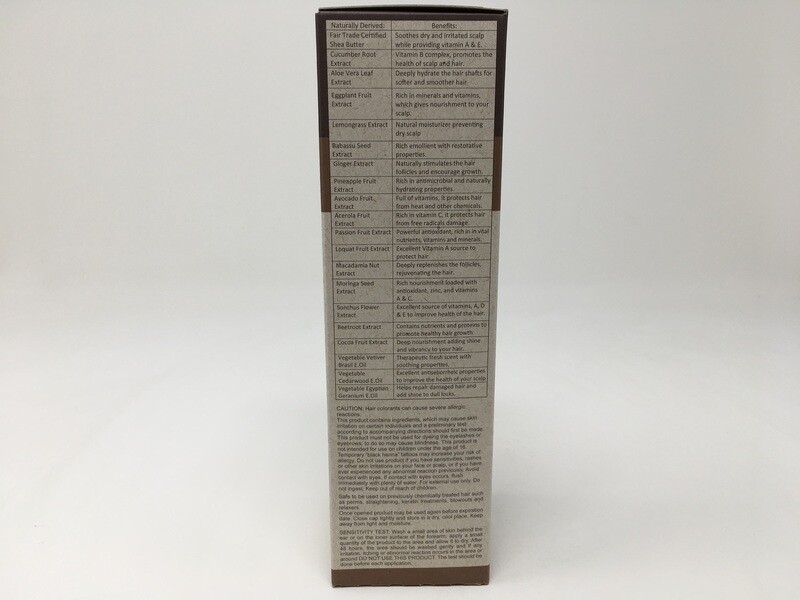 Naturally Derived: Benefits:
Fair Trade Certified Soothes dry and irritated scalp
Shea Butter while providing vitamin A & E.
Cucumber Root Vitamin B complex, promotes the
Extract health of scalp and hair.
Aloe Vera Leaf Deeply hydrate the hair shafts for
Extract softer and smoother hair
Eggplant Fruit Rich in minerals and vitamins,
Extract which gives nourishment to your
scalp.
Lemongrass Extract Natural moisturizer preventing
dry scalp
Babassu Seed Rich emollient with restorative
Extract properties.
Ginger Extract Naturally stimulates the hair
follicles and encourage growth.
Pineapple Fruit Rich in antimicrobial and naturally
Extract hydrating properties.
Avocado Fruit, Full of vitamins, it protects hair
Extract from heat and other chemicals.
Acerola Fruit Rich in vitamin C, it protects hair
Extract from free radicals damage.
Passion Fruit Extract Powerful antioxidant, rich in in vital
nutrients, Vitamins and minerals.
Loquat Fruit Extract Excellent Vitamin A source to
protect hair.
Macadamia Nut Deeply replenishes the follicles,
Extract rejuvenating the hair.
Moringa Seed Rich nourishment loaded with
Extract antioxidant, zinc, and vitamins
A & C.
Sonchus Flower Excellent source of vitamins, A, D
Extract & E to improve health of the hair.
Beetroot Extract Contains nutrients and proteins to
promote healthy hair growth
Cocoa Fruit Extract Deep nourishment adding shine
and vibrancy to your hair.
Vegetable Vetiver Therapeutic fresh scent with
Brasil E.Oil soothing properties.
Vegetable Excellent antiseborrheic properties
Cedarwood E.Oil to improve the health of your scalp
Vegetable Egyptian Helps repair damaged hair and
Geranium E.Oil add shine to dull locks.
CAUTION: Hair colorants can cause severe allergic
reactions.
This product contains ingredients, which may cause skin
irritation on certain individuals and a preliminary test
according to accompanying directions should first be made.
This product must not be used for dyeing the eyelashes or
eyebrows; to do so may cause blindness. This product is
not intended for use on children under the age of 16.
Temporary "black henna" tattoos may increase your risk of
allergy. Do not use product if you have sensitivities, rashes
or other skin irritations on your face or scalp, or if you have
ever experienced any abnormal reaction previously. Avoid
contact with eyes. If contact with eyes occurs, flush
immediately with plenty of water. For external use only. Do
not ingest. Keep out of reach of children.
Safe to be used on previously chemically treated hair such
as perms, straightening, keratin treatments, blowouts and
relaxers.
Once opened product may be used again before expiration
date. Close cap tightly and store in a dry, cool place. Keep
away from light and moisture.
SENSITIVITY TEST: Wash a small area of skin behind the
ear or on the inner surface of the forearm, apply a small
quantity of the product to the area and allow it to dry. After
48 hours, the area should be washed gently and if any
irritation, itching or abnormal reaction occurs in the area or
around DO NOT USE THIS PRODUCT. The test should be
done before each application.